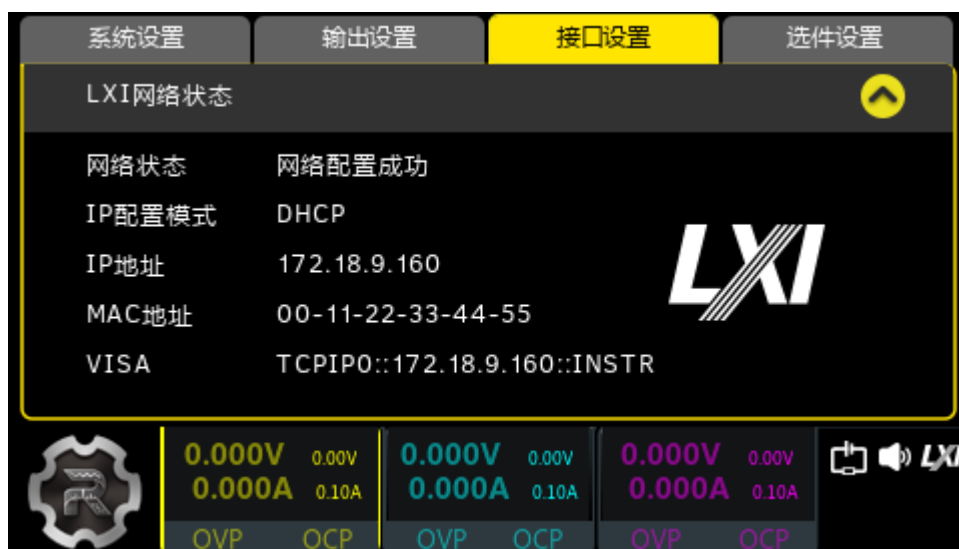 系统设置 输出设置 接口设置 选件设置
LXI网络状态
网络状态 网络配置成功
IP配置模式 DHCP
IP地址 172.18.9.160
MAC地址 00-11-22-33-44-55
VISA TCPIP0::172.18.9.160::INSTR
LXI
0.000V 0.00V 0.000V 0.00V 0.000V 0.00V
0.000A 0.10A 0.000A 0.10A 0.000A 0.10A
OVP OCP OVP OCP OVP OCP
R
LXI